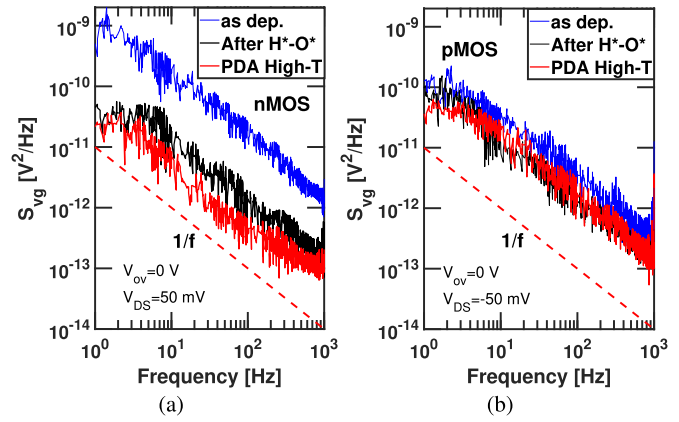 as dep.
After H*-O*
PDA High-T
nMOS
1/f
V_ov=0 V
V_DS=50 mV
10^-9
10^-10
10^-11
10^-12
10^-13
10^-14
S_vg [V^2/Hz]
10^0
10^1
10^2
10^3
Frequency [Hz]
(a)
as dep.
After H*-O*
PDA High-T
pMOS
1/f
V_ov=0 V
V_DS=-50 mV
10^-9
10^-10
10^-11
10^-12
10^-13
10^-14
S_vg [V^2/Hz]
10^0
10^1
10^2
10^3
Frequency [Hz]
(b)